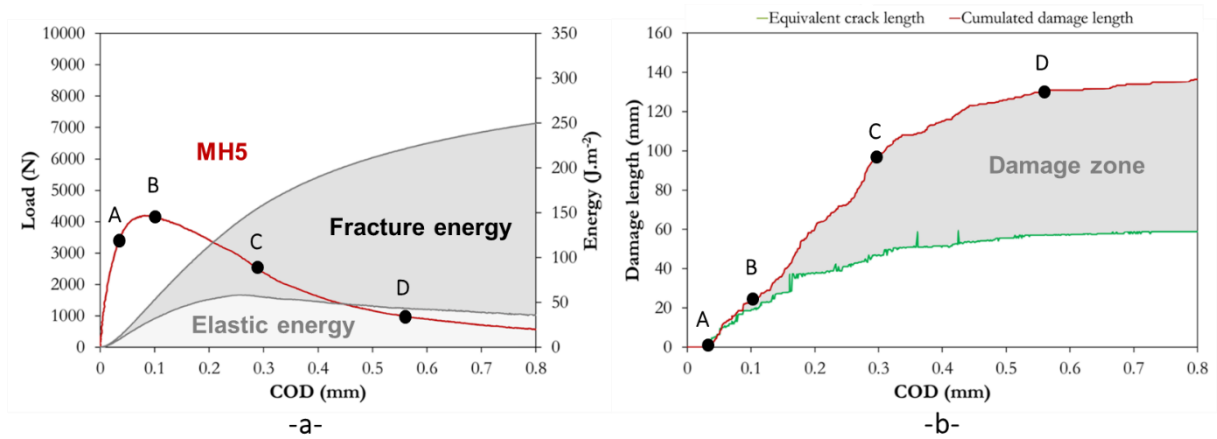 10000
9000
8000
7000
6000
5000
4000
3000
2000
1000
0
Load (N)
350
300
250
200
150
100
50
0
Energy (J.m-2)
MH5
A
B
C
D
Fracture energy
Elastic energy
0 0.1 0.2 0.3 0.4 0.5 0.6 0.7 0.8
COD (mm)
-a-
Equivalent crack length Cumulated damage length
160
140
120
100
80
60
40
20
0
Damage length (mm)
A
B
C
D
Damage zone
0 0.1 0.2 0.3 0.4 0.5 0.6 0.7 0.8
COD (mm)
-b-